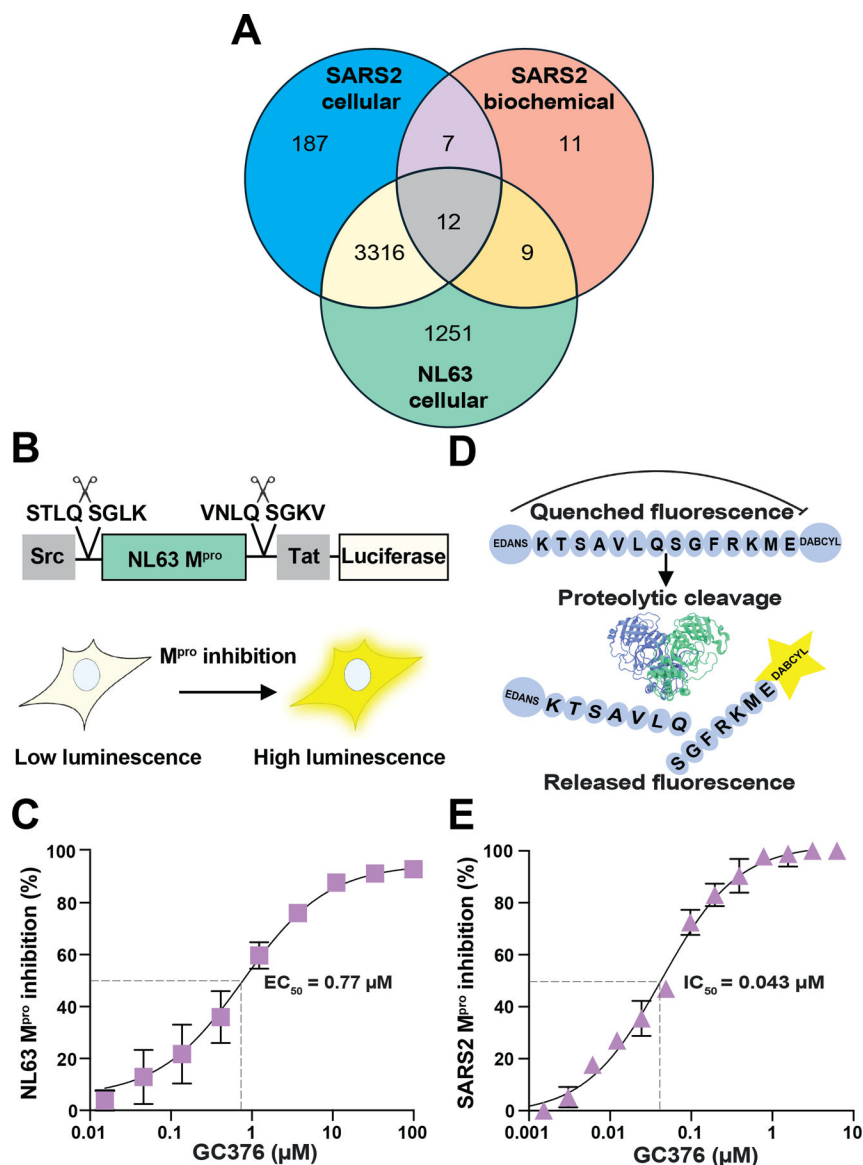 A
SARS2
cellular
SARS2
biochemical
187
7
11
12
3316
9
1251
NL63
cellular
B
STLQ SGLK
VNLQ SGKV
Src
NL63 Mᵖʳᵒ
Tat
Luciferase
Mᵖʳᵒ inhibition
Low luminescence
High luminescence
D
Quenched fluorescence
EDANS K T S A V L Q S G F R K M E DABCYL
Proteolytic cleavage
EDANS K T S A V L Q
S G F R K M E DABCYL
Released fluorescence
C
NL63 Mᵖʳᵒ inhibition (%)
100
80
60
40
20
0
EC₅₀ = 0.77 µM
0.01 0.1 1 10 100
GC376 (µM)
E
SARS2 Mᵖʳᵒ inhibition (%)
100
80
60
40
20
0
IC₅₀ = 0.043 µM
0.001 0.01 0.1 1 10
GC376 (µM)